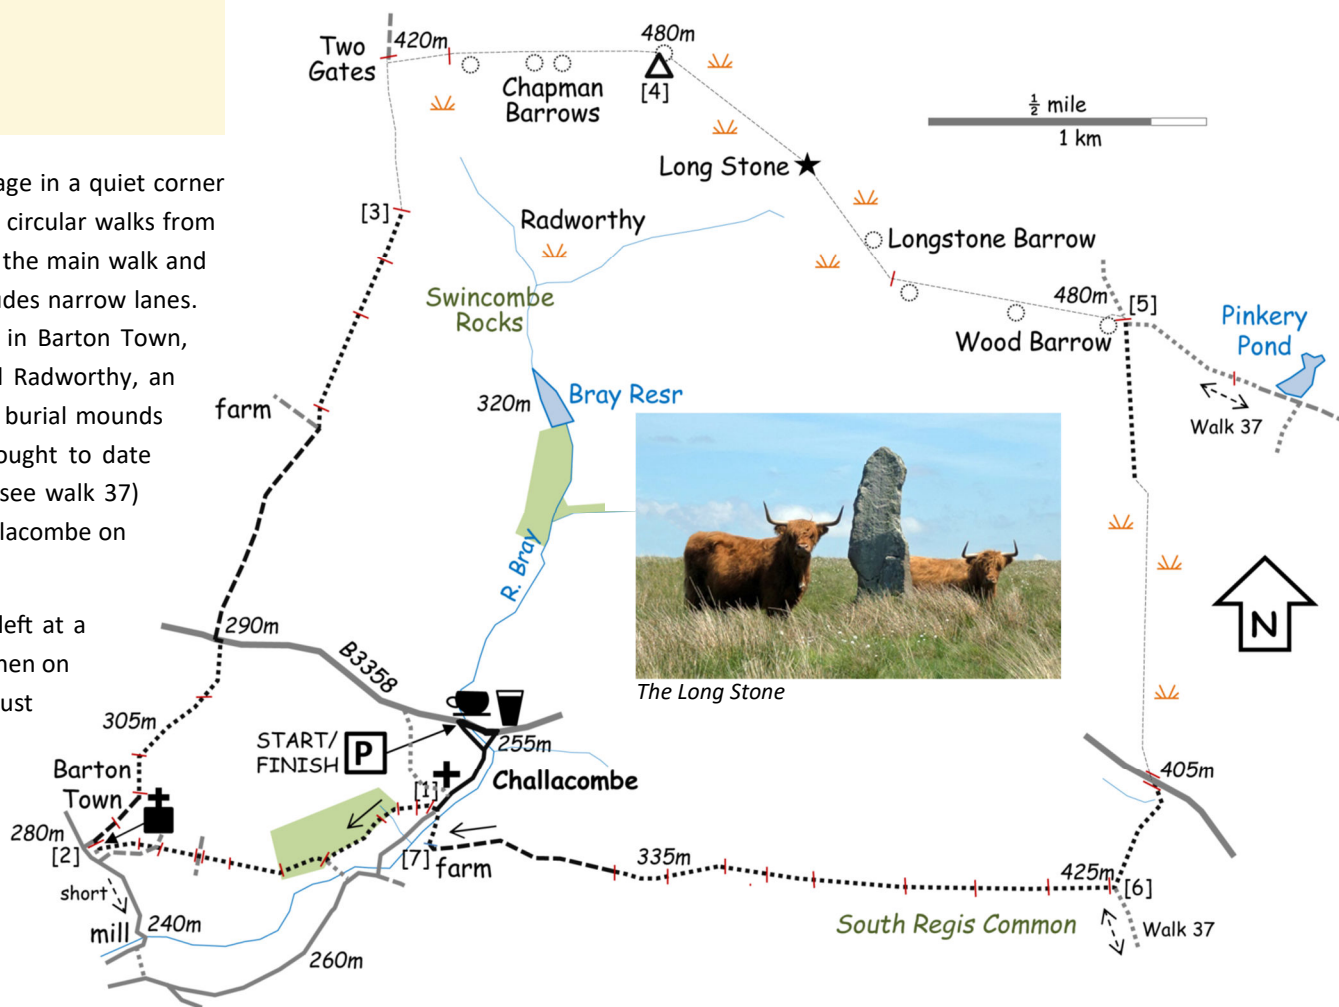 age in a quiet corner
circular walks from
the main walk and
udes narrow lanes.
in Barton Town,
Radworthy, an
burial mounds
ought to date
see walk 37)
llacombe on
left at a
nen on
ust
Two
Gates
420m
480m
Chapman
Barrows
[4]
½ mile
1 km
Long Stone
[3]
Radworthy
Longstone Barrow
Swincombe
Rocks
480m
[5]
Wood Barrow
Pinkery
Pond
320m
Bray Resr
Walk 37
farm
R. Bray
N
The Long Stone
290m
B3358
305m
START/
FINISH
P
255m
Challacombe
405m
Barton
Town
[1]
280m
[2]
[7]
farm
335m
425m
[6]
short
mill
240m
260m
South Regis Common
Walk 37